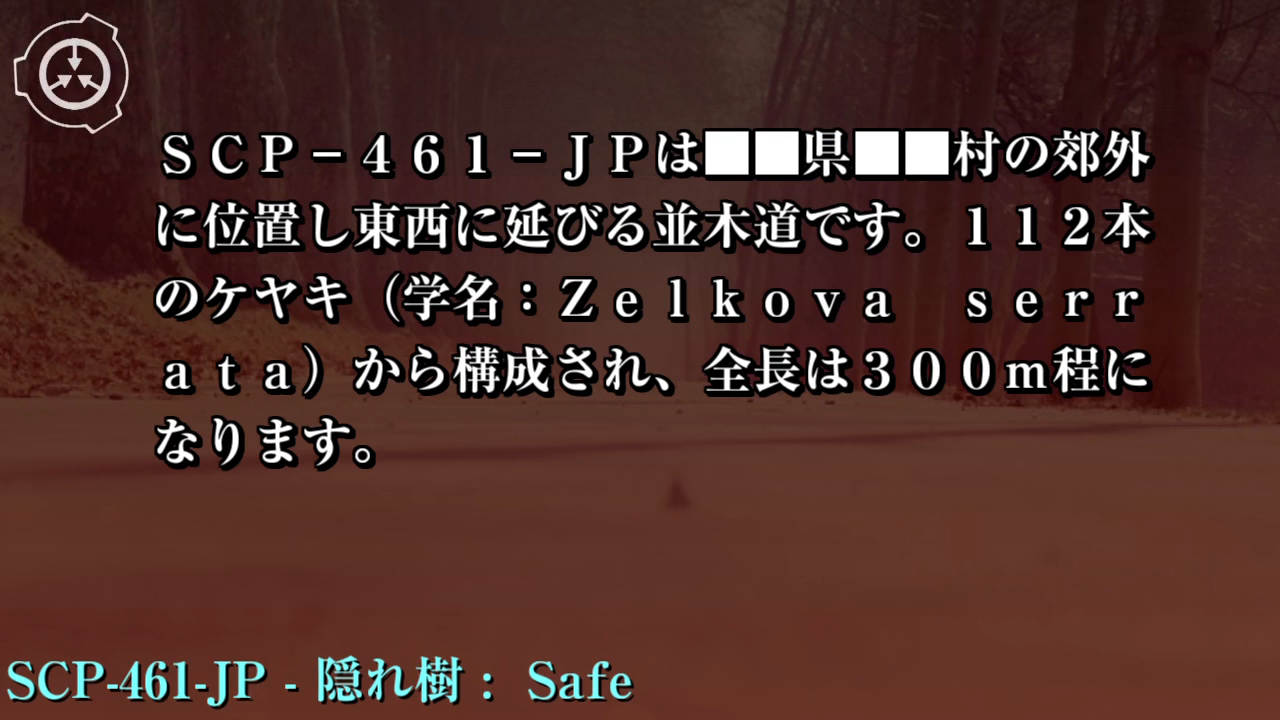 ＳＣＰ－４６１－ＪＰは■■県■■村の郊外
に位置し東西に延びる並木道です。１１２本
のケヤキ（学名：Ｚｅｌｋｏｖａ　ｓｅｒｒ
ａｔａ）から構成され、全長は３００ｍ程に
なります。
SCP-461-JP - 隠れ樹： Safe